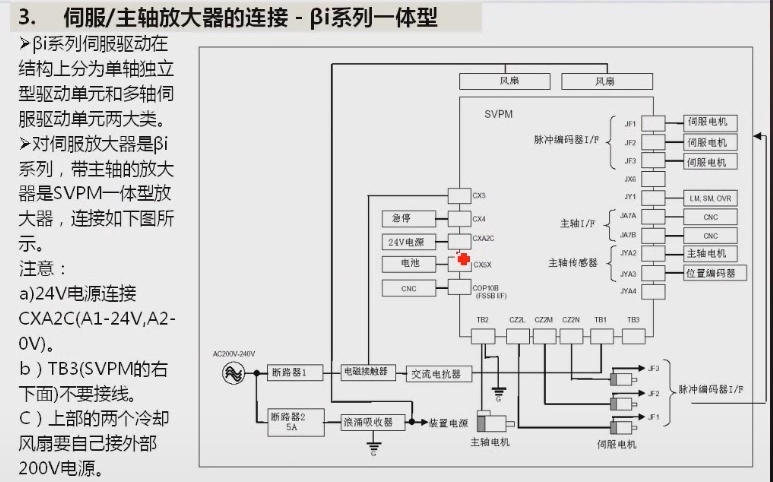 3. 伺服/主轴放大器的连接－βi系列一体型
➢βi系列伺服驱动在
结构上分为单轴独立
型驱动单元和多轴伺
服驱动单元两大类。
➢对伺服放大器是βi
系列，带主轴的放大
器是SVPM一体型放
大器，连接如下图所
示。
注意：
a)24V电源连接
CXA2C(A1-24V,A2-
0V)。
b）TB3(SVPM的右
下面)不要接线。
C）上部的两个冷却
风扇要自己接外部
200V电源。
风扇
风扇
SVPM
脉冲编码器I/F
JF1
伺服电机
JF2
伺服电机
JF3
伺服电机
JX6
JY1
LM, SM, OVR
主轴I/F
JA7A
CNC
JA7B
CNC
主轴传感器
JYA2
主轴电机
JYA3
位置编码器
JYA4
CX3
急停
CX4
24V电源
CXA2C
电池
CX5X
CNC
COP10B
(FSSB I/F)
TB2
CZ2L
CZ2M
CZ2N
TB1
TB3
AC200V-240V
断路器1
电磁接触器
交流电抗器
断路器2
5A
浪涌吸收器
装置电源
G
G
主轴电机
伺服电机
JF3
JF2
JF1
脉冲编码器I/F